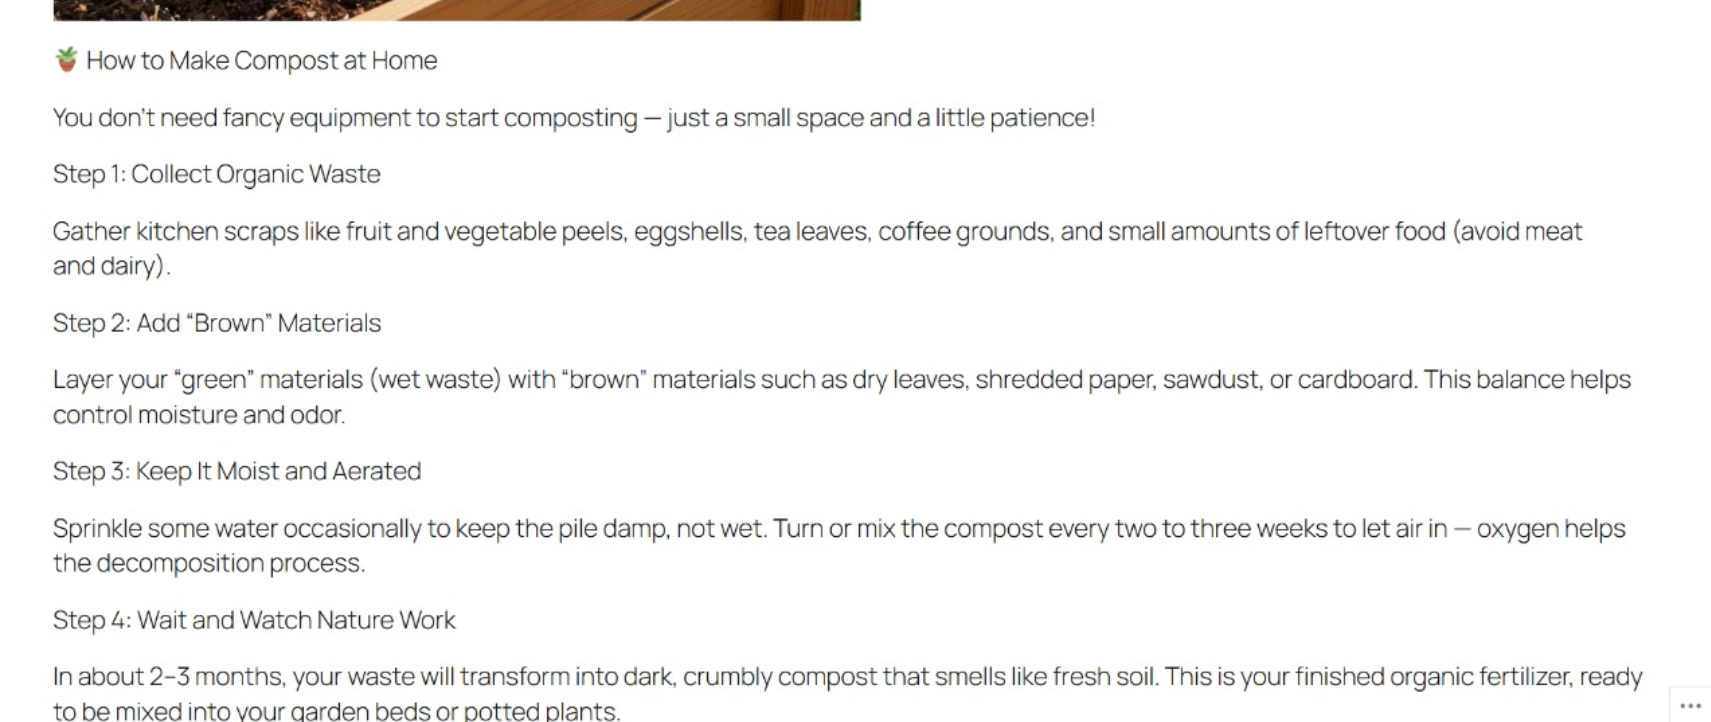 🪴 How to Make Compost at Home
You don’t need fancy equipment to start composting — just a small space and a little patience!
Step 1: Collect Organic Waste
Gather kitchen scraps like fruit and vegetable peels, eggshells, tea leaves, coffee grounds, and small amounts of leftover food (avoid meat
and dairy).
Step 2: Add “Brown” Materials
Layer your “green” materials (wet waste) with “brown” materials such as dry leaves, shredded paper, sawdust, or cardboard. This balance helps
control moisture and odor.
Step 3: Keep It Moist and Aerated
Sprinkle some water occasionally to keep the pile damp, not wet. Turn or mix the compost every two to three weeks to let air in — oxygen helps
the decomposition process.
Step 4: Wait and Watch Nature Work
In about 2–3 months, your waste will transform into dark, crumbly compost that smells like fresh soil. This is your finished organic fertilizer, ready
to be mixed into your garden beds or potted plants.